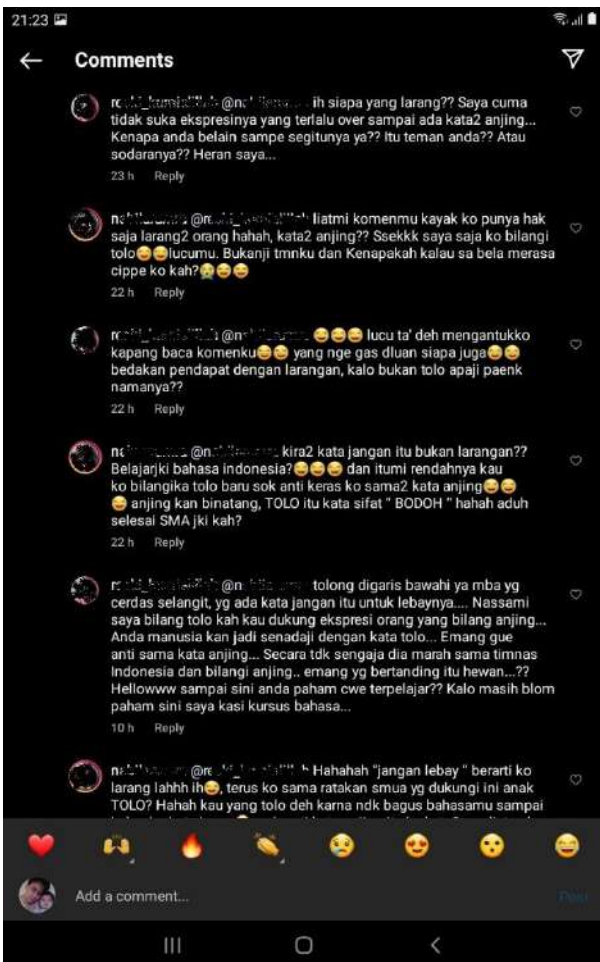 21:23
Comments
ih siapa yang larang?? Saya cuma
tidak suka ekspresinya yang terlalu over sampai ada kata2 anjing...
Kenapa anda belain sampe segitunya ya?? Itu teman anda?? Atau
sodaranya?? Heran saya...
23 h Reply
liatmi komenmu kayak ko punya hak
saja larang2 orang hahah, kata2 anjing?? Ssekkk saya saja ko bilangi
tolo😅😅lucumu. Bukanji tmnku dan Kenapakah kalau sa bela merasa
cippe ko kah?😢😅😅
22 h Reply
😅😅😅 lucu ta' deh mengantukko
kapang baca komenku😅😅 yang nge gas dluan siapa juga😅😅
bedakan pendapat dengan larangan, kalo bukan tolo apaji paenk
namanya??
22 h Reply
kira2 kata jangan itu bukan larangan??
Belajarjki bahasa indonesia?😅😅😅 dan itumi rendahnya kau
ko bilangika tolo baru sok anti keras ko sama2 kata anjing😅😅
😅 anjing kan binatang, TOLO itu kata sifat " BODOH " hahah aduh
selesai SMA jki kah?
22 h Reply
tolong digaris bawahi ya mba yg
cerdas selangit, yg ada kata jangan itu untuk lebaynya.... Nassami
saya bilang tolo kah kau dukung ekspresi orang yang bilang anjing...
Anda manusia kan jadi senadaji dengan kata tolo... Emang gue
anti sama kata anjing... Secara tdk sengaja dia marah sama timnas
Indonesia dan bilangi anjing.. emang yg bertanding itu hewan...??
Hellowww sampai sini anda paham cwe terpelajar?? Kalo masih blom
paham sini saya kasi kursus bahasa...
10 h Reply
Hahahah "jangan lebay " berarti ko
larang lahhh ih😅, terus ko sama ratakan smua yg dukungi ini anak
TOLO? Hahah kau yang tolo deh karna ndk bagus bahasamu sampai
Add a comment...
Post